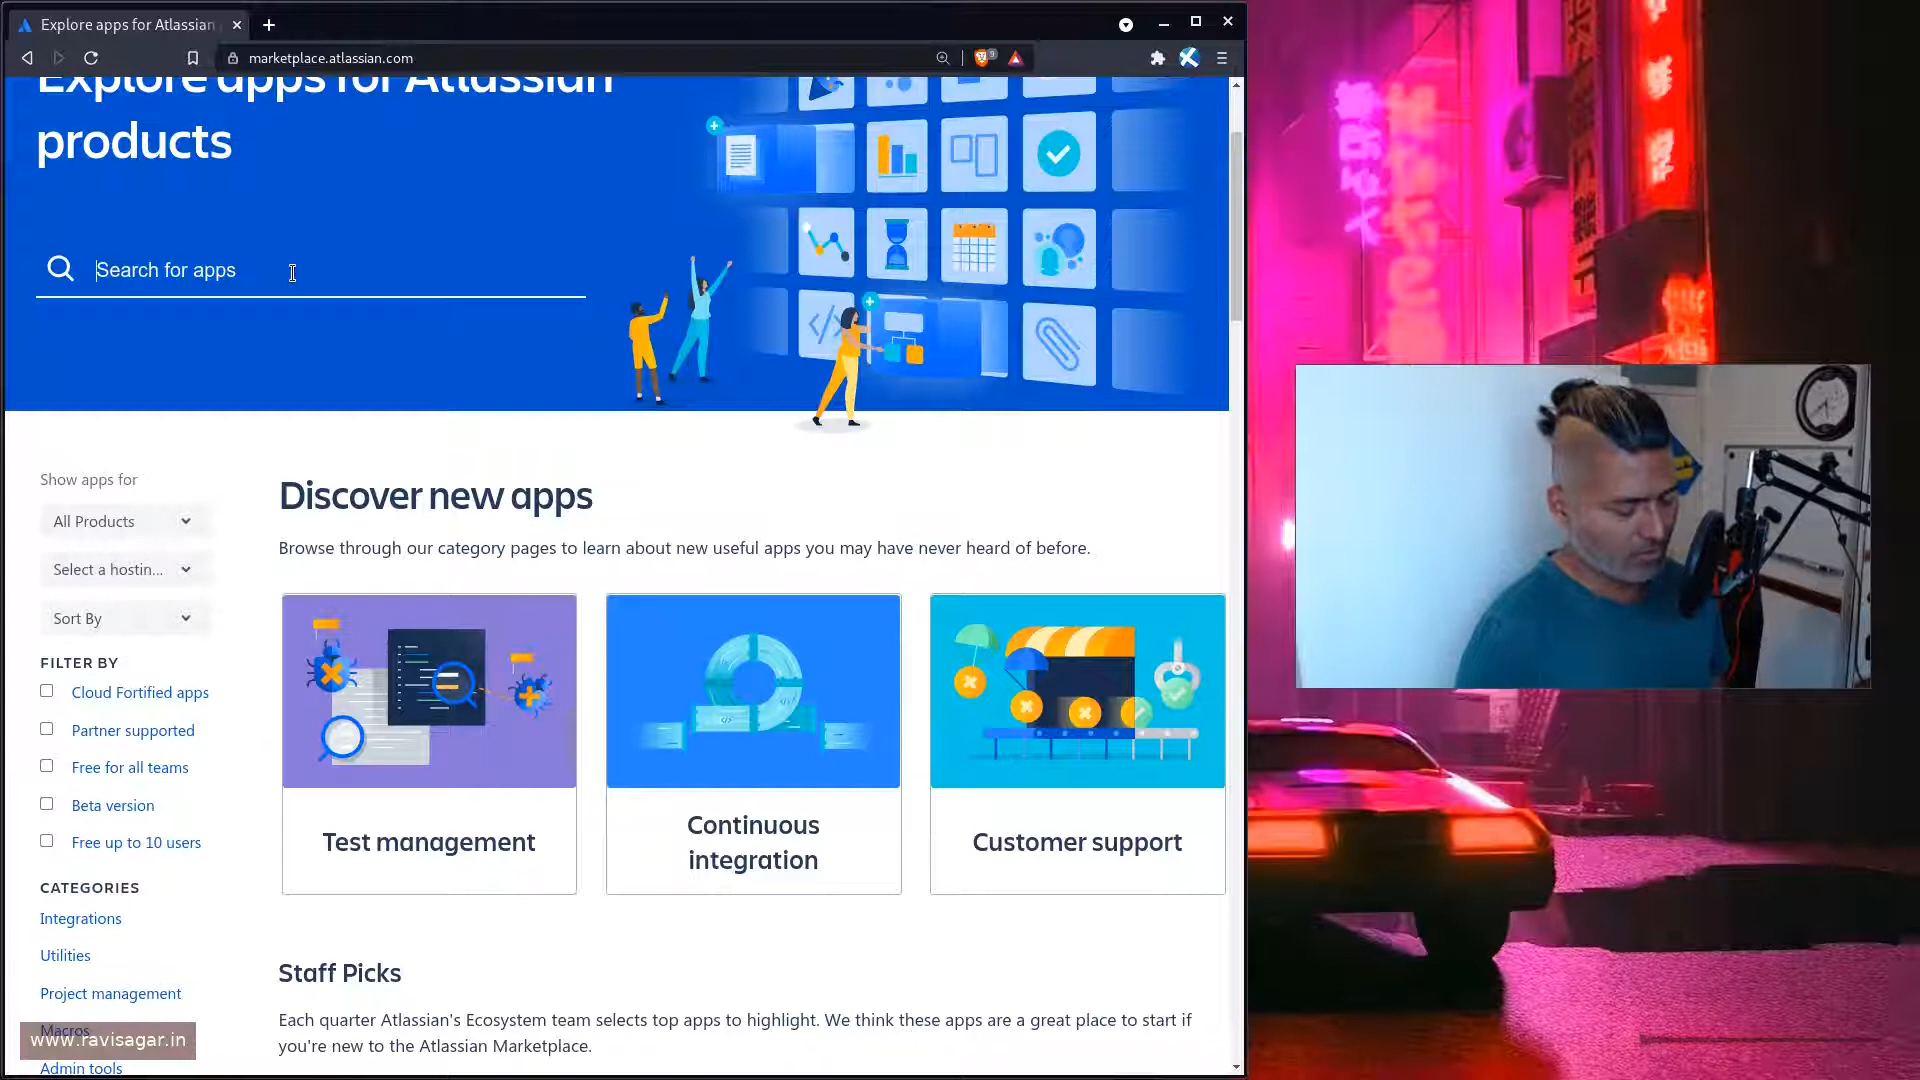 Explore apps for Atlassian
marketplace.atlassian.com
9
Explore apps for Atlassian
products
Search for apps
Show apps for
All Products
Select a hostin...
Sort By
FILTER BY
Cloud Fortified apps
Partner supported
Free for all teams
Beta version
Free up to 10 users
CATEGORIES
Integrations
Utilities
Project management
Macros
Admin tools
Discover new apps
Browse through our category pages to learn about new useful apps you may have never heard of before.
Test management
Continuous
integration
Customer support
Staff Picks
Each quarter Atlassian's Ecosystem team selects top apps to highlight. We think these apps are a great place to start if
you're new to the Atlassian Marketplace.
www.ravisagar.in